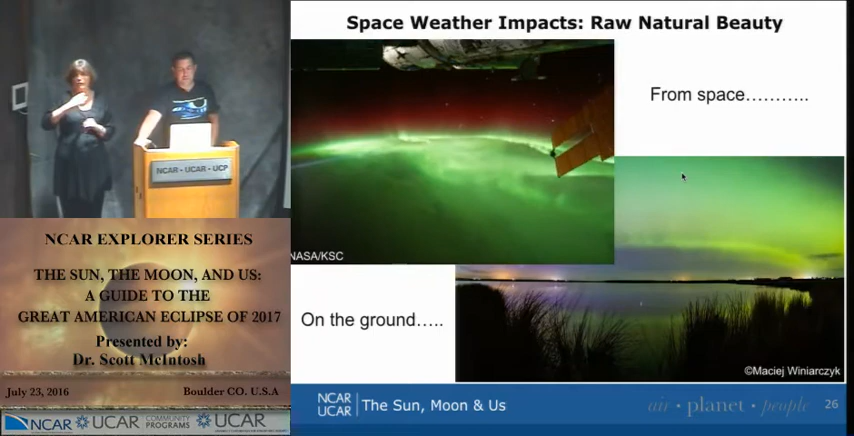 Space Weather Impacts: Raw Natural Beauty
From space...........
NASA/KSC
On the ground.....
©Maciej Winiarczyk
NCAR
UCAR
The Sun, Moon & Us
air • planet • people
26
NCAR - UCAR - UCP
NCAR EXPLORER SERIES
THE SUN, THE MOON, AND US:
A GUIDE TO THE
GREAT AMERICAN ECLIPSE OF 2017
Presented by:
Dr. Scott McIntosh
July 23, 2016
Boulder CO. U.S.A
NCAR
UCAR
COMMUNITY
PROGRAMS
UCAR